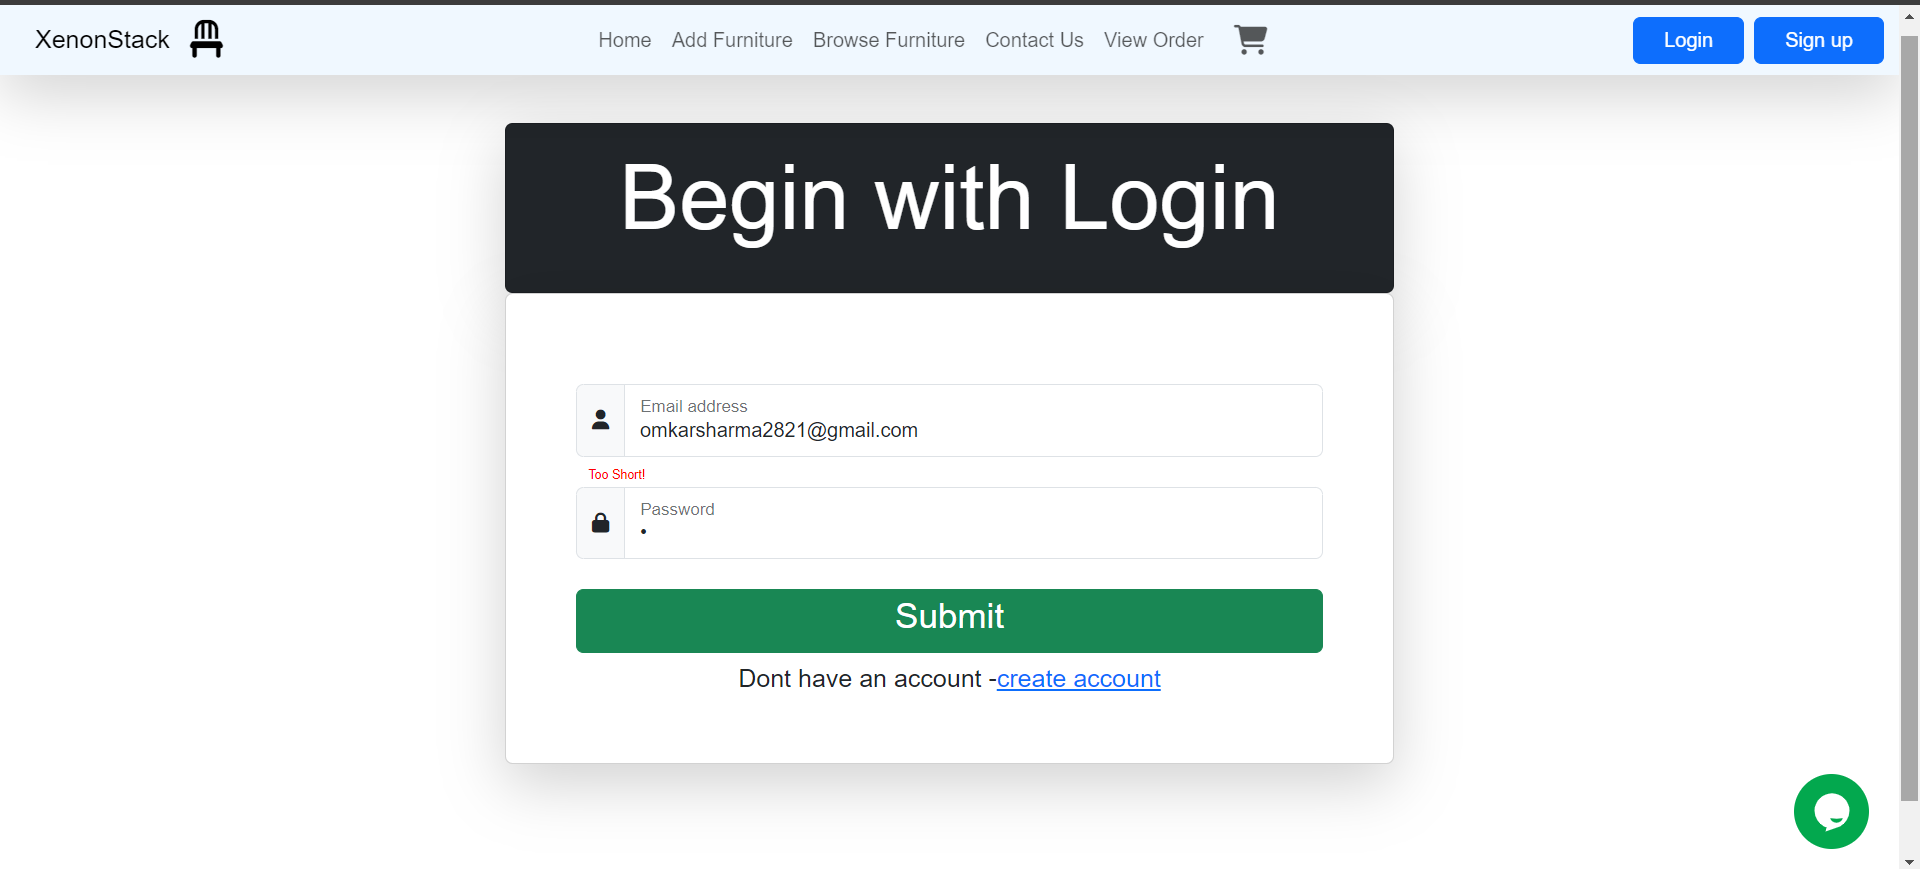 XenonStack
Home Add Furniture Browse Furniture Contact Us View Order
Login Sign up
Begin with Login
Email address
omkarsharma2821@gmail.com
Too Short!
Password
•
Submit
Dont have an account -create account